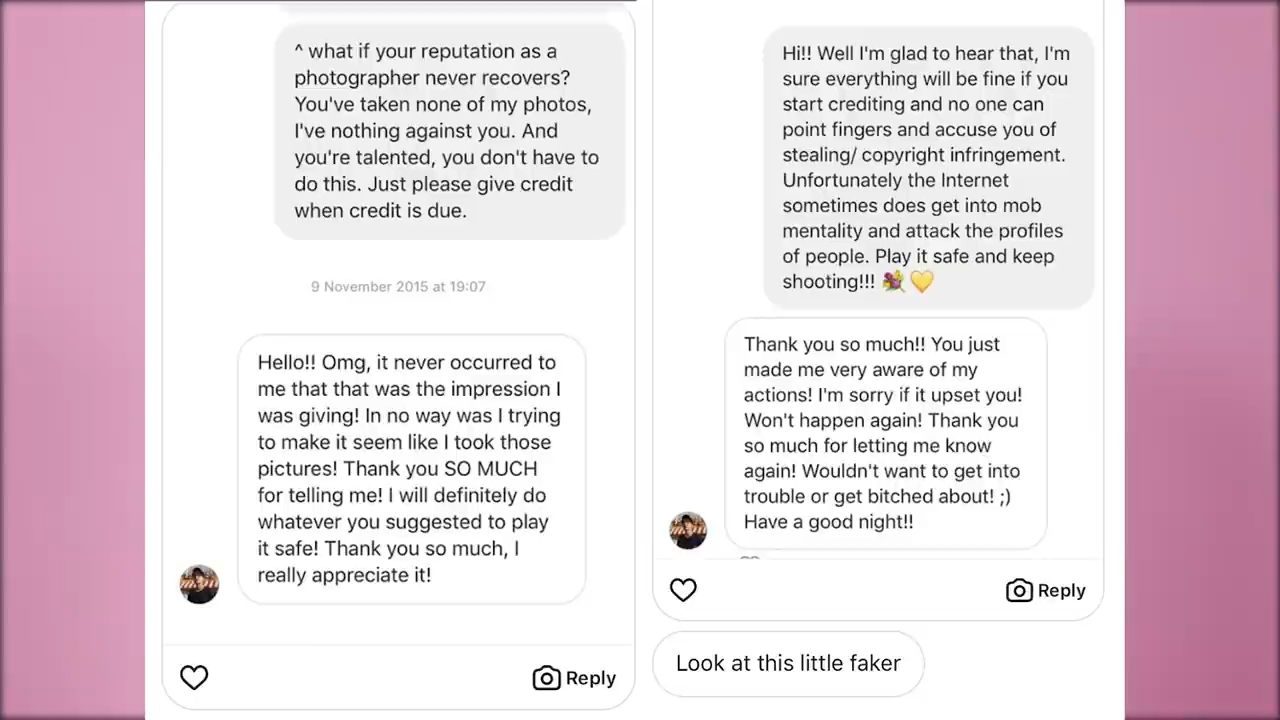 ^ what if your reputation as a
photographer never recovers?
You've taken none of my photos,
I've nothing against you. And
you're talented, you don't have to
do this. Just please give credit
when credit is due.
9 November 2015 at 19:07
Hello!! Omg, it never occurred to
me that that was the impression I
was giving! In no way was I trying
to make it seem like I took those
pictures! Thank you SO MUCH
for telling me! I will definitely do
whatever you suggested to play
it safe! Thank you so much, I
really appreciate it!
Reply
Hi!! Well I'm glad to hear that, I'm
sure everything will be fine if you
start crediting and no one can
point fingers and accuse you of
stealing/ copyright infringement.
Unfortunately the Internet
sometimes does get into mob
mentality and attack the profiles
of people. Play it safe and keep
shooting!!! 💐 💛
Thank you so much!! You just
made me very aware of my
actions! I'm sorry if it upset you!
Won't happen again! Thank you
so much for letting me know
again! Wouldn't want to get into
trouble or get bitched about! ;)
Have a good night!!
Reply
Look at this little faker